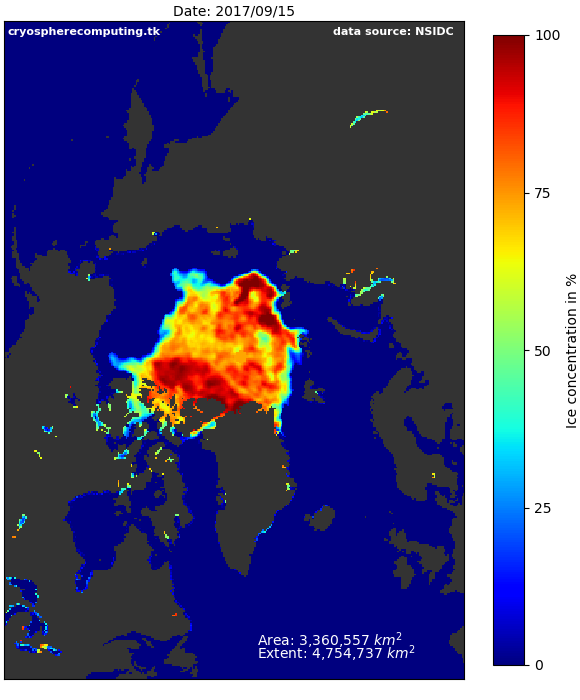 Date: 2017/09/15
cryospherecomputing.tk data source: NSIDC
100
75
50
25
0
Ice concentration in %
Area: 3,360,557 km²
Extent: 4,754,737 km²